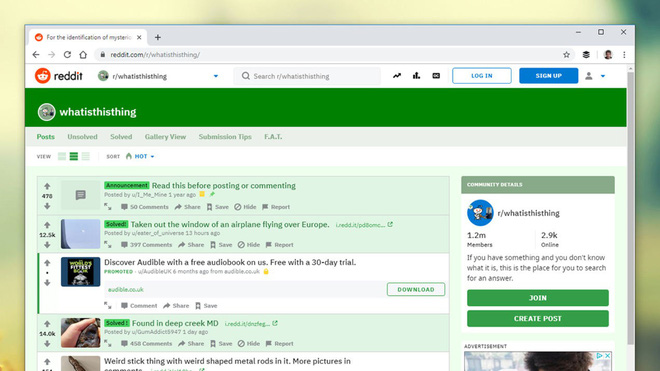 For the identification of mysterio
reddit.com/r/whatisthisthing/
reddit
r/whatisthisthing
Search r/whatisthisthing
LOG IN
SIGN UP
whatisthisthing
Posts Unsolved Solved Gallery View Submission Tips F.A.T.
VIEW SORT HOT
478
Announcement Read this before posting or commenting
Posted by u/I_Me_Mine 1 year ago
50 Comments Share Save Hide Report
12.5k
Solved! Taken out the window of an airplane flying over Europe. i.redd.it/pd8omc...
Posted by u/eater_of_universe 13 hours ago
397 Comments Share Save Hide Report
WORLD'S FITTEST BOOK
Discover Audible with a free audiobook on us. Free with a 30-day trial.
PROMOTED · u/AudibleUK 6 months ago from audible.co.uk
audible.co.uk
DOWNLOAD
Comment Share Save
14.0k
Solved! Found in deep creek MD i.redd.it/dnzfeg...
Posted by u/GumAddict8947 1 day ago
458 Comments Share Save Hide Report
Weird stick thing with weird shaped metal rods in it. More pictures in
comments
COMMUNITY DETAILS
r/whatisthisthing
1.2m 2.9k
Members Online
If you have something and you don't
know what it is, this is the place for you to search
for an answer.
JOIN
CREATE POST
ADVERTISEMENT